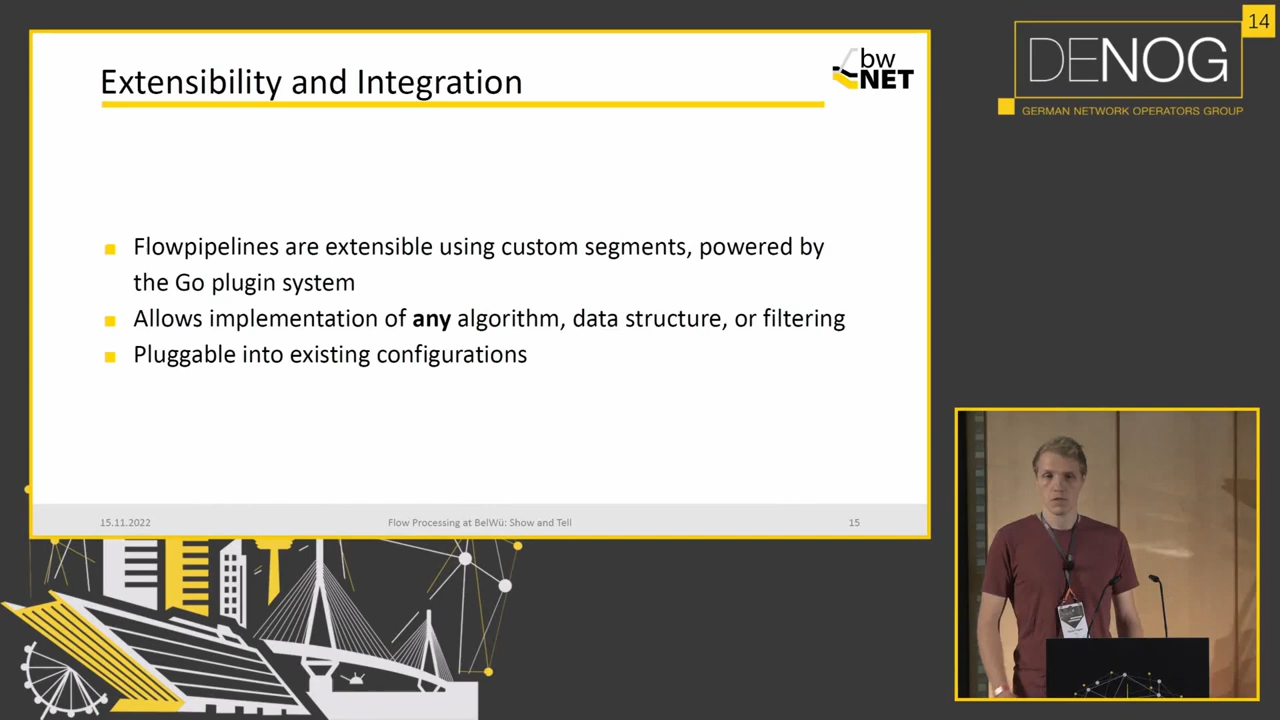 Extensibility and Integration
bw
NET
Flowpipelines are extensible using custom segments, powered by
the Go plugin system
Allows implementation of any algorithm, data structure, or filtering
Pluggable into existing configurations
15.11.2022
Flow Processing at BelWü: Show and Tell
15
14
DENOG
GERMAN NETWORK OPERATORS GROUP